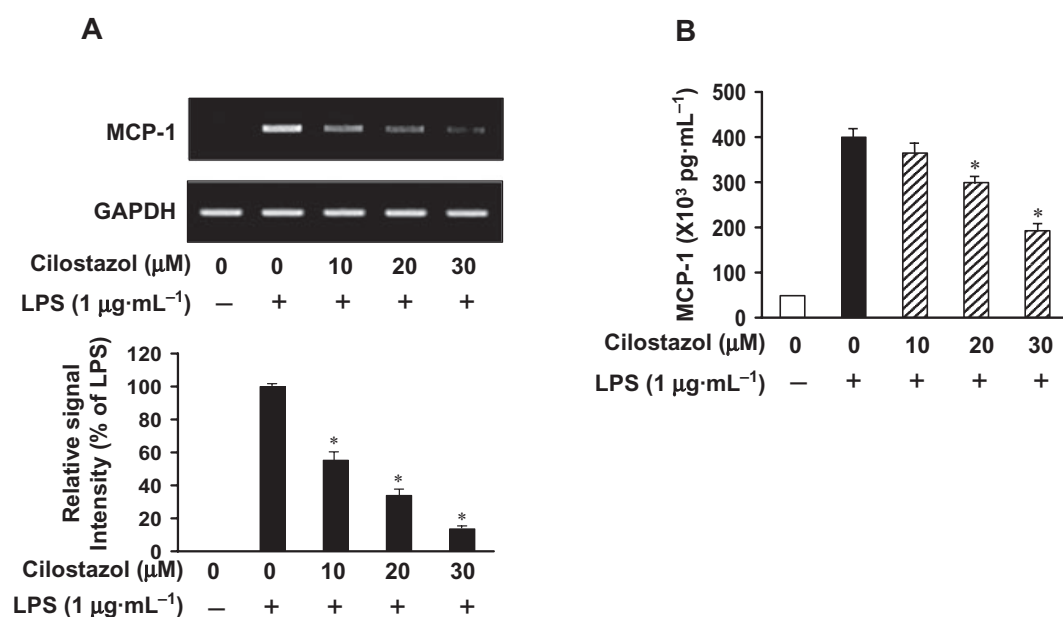 A
MCP-1
GAPDH
Cilostazol (μM) 0 0 10 20 30
LPS (1 μg·mL⁻¹) – + + + +
Relative signal
Intensity (% of LPS)
120
100
80
60
40
20
0
* * *
Cilostazol (μM) 0 0 10 20 30
LPS (1 μg·mL⁻¹) – + + + +
B
MCP-1 (X10³ pg·mL⁻¹)
500
400
300
200
100
0
* *
Cilostazol (μM) 0 0 10 20 30
LPS (1 μg·mL⁻¹) – + + + +